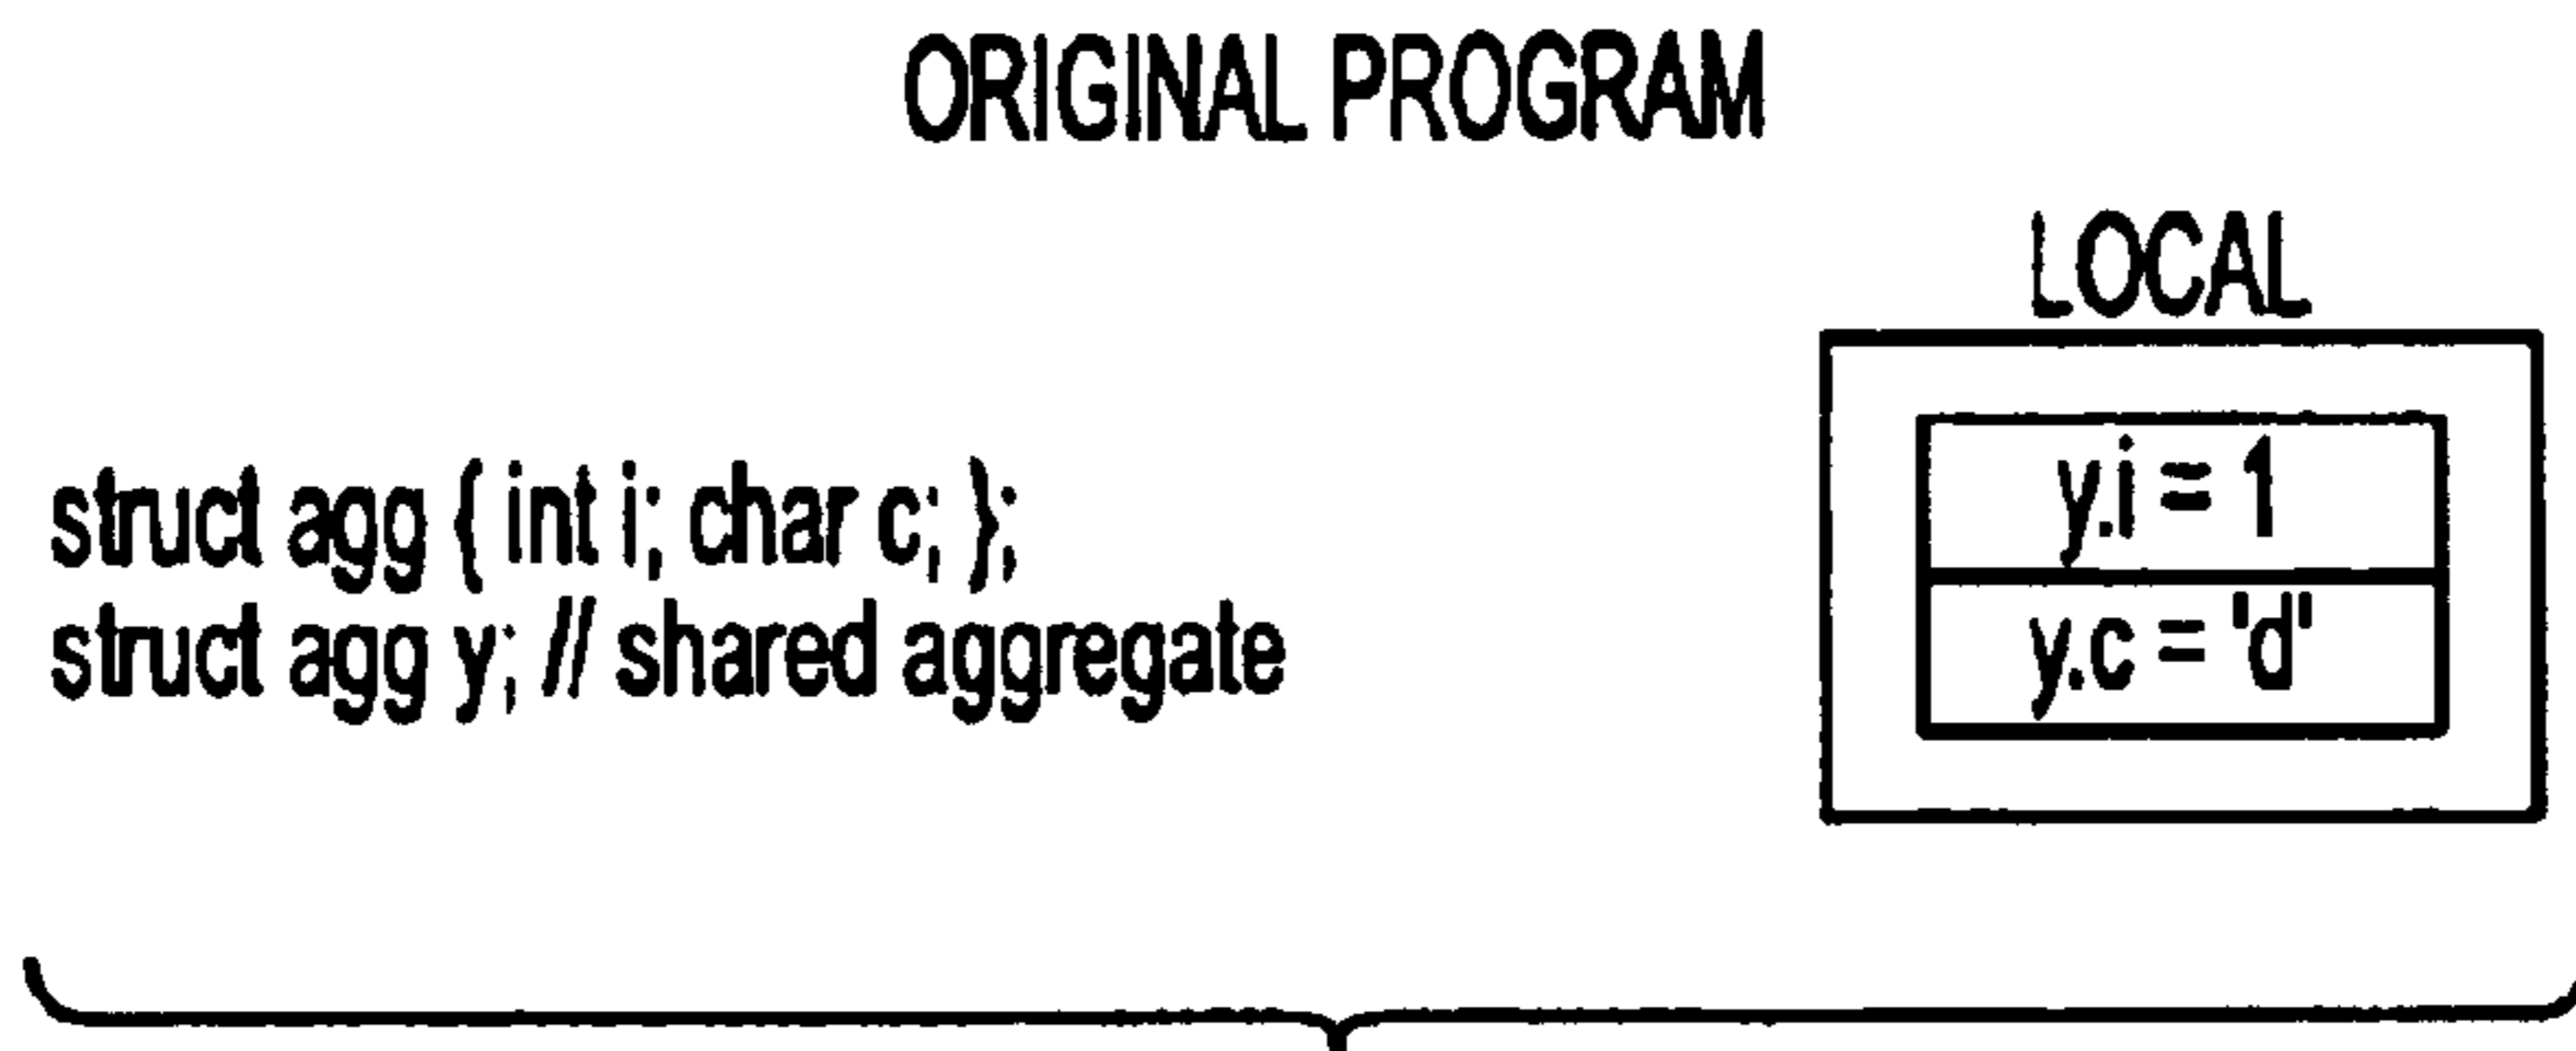 ORIGINAL PROGRAM
LOCAL
struct agg { int i; char c; };
struct agg y; // shared aggregate
y.i = 1
y.c = 'd'